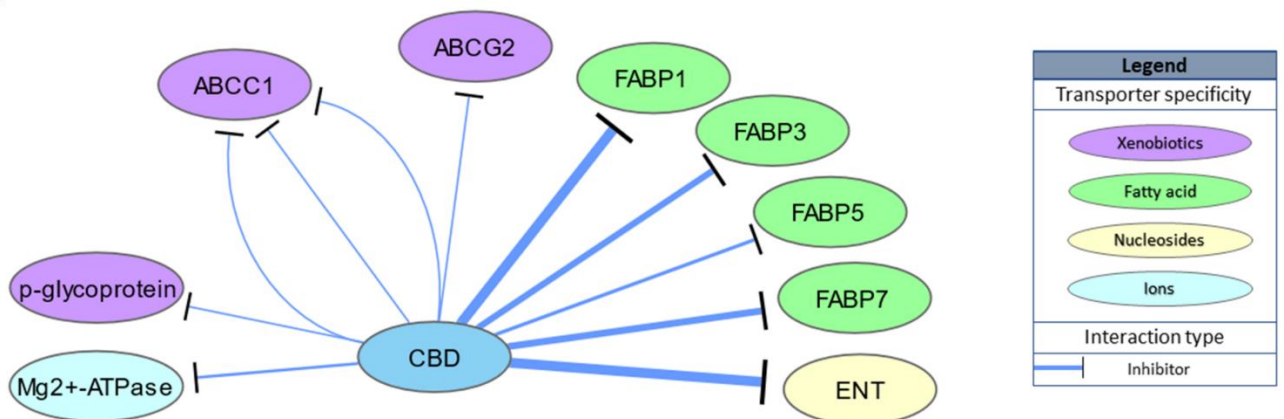 ABCC1
ABCG2
FABP1
FABP3
FABP5
FABP7
p-glycoprotein
Mg2+-ATPase
CBD
ENT
Legend
Transporter specificity
Xenobiotics
Fatty acid
Nucleosides
Ions
Interaction type
Inhibitor